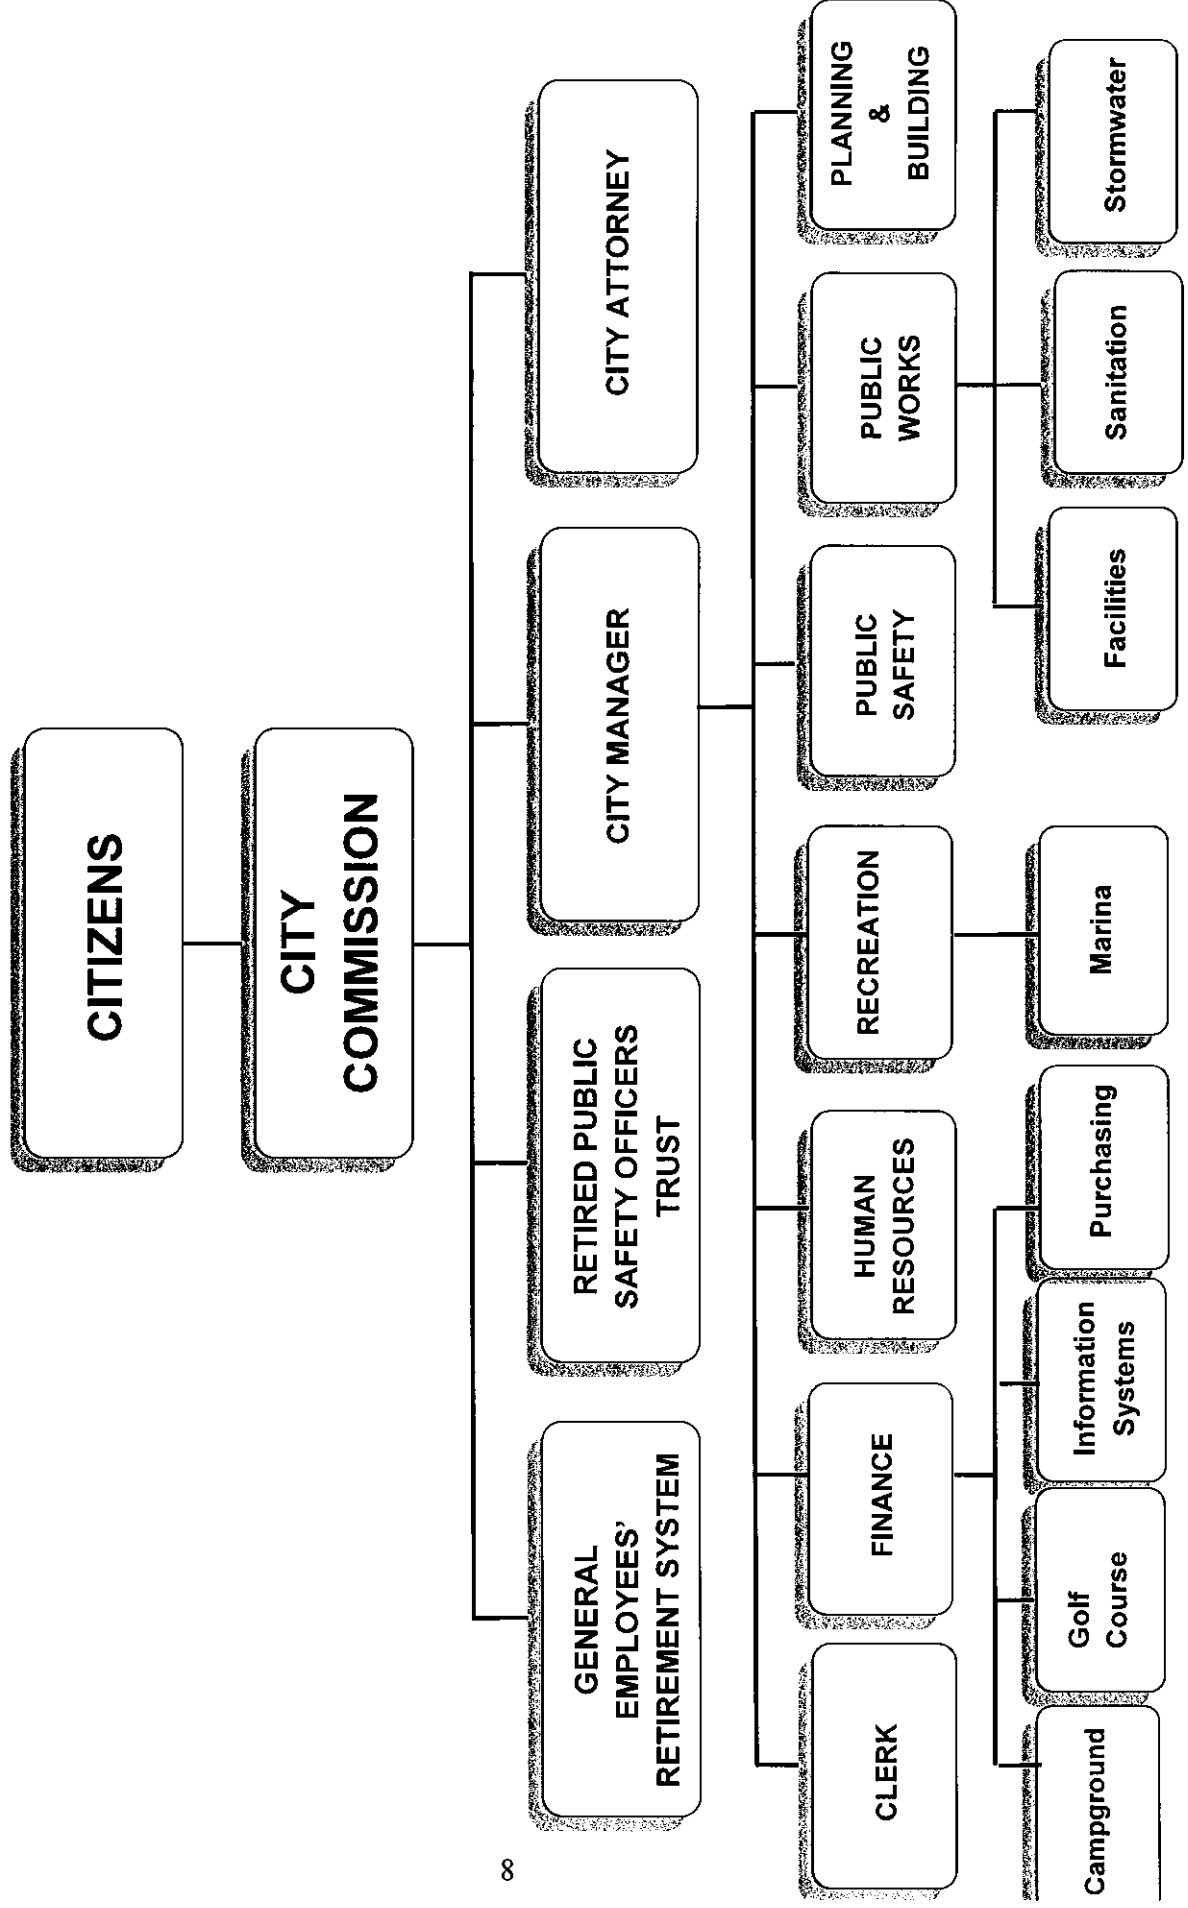 CITIZENS
CITY
COMMISSION
GENERAL
EMPLOYEES’
RETIREMENT SYSTEM
RETIRED PUBLIC
SAFETY OFFICERS
TRUST
CITY MANAGER
CITY ATTORNEY
CLERK
FINANCE
HUMAN
RESOURCES
RECREATION
PUBLIC
SAFETY
PUBLIC
WORKS
PLANNING
&
BUILDING
Campground
Golf
Course
Information
Systems
Purchasing
Marina
Facilities
Sanitation
Stormwater
8